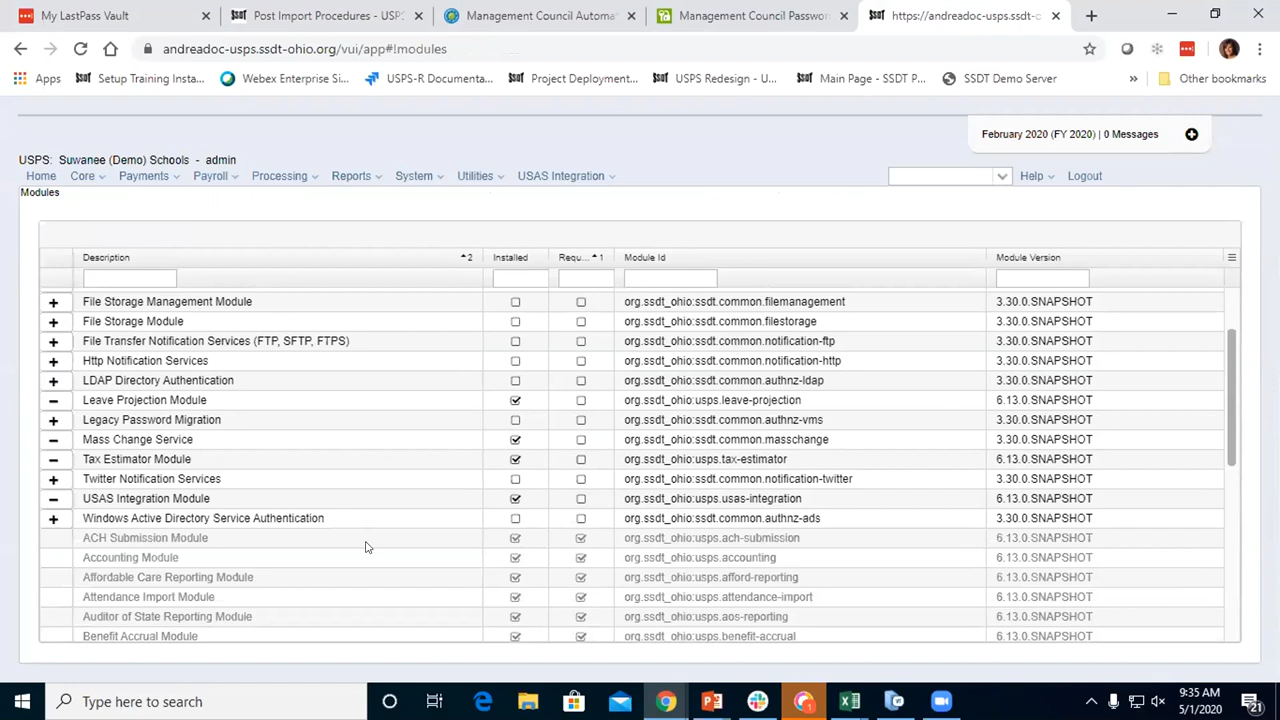 My LastPass Vault
Post Import Procedures - USPS
Management Council Automa
Management Council Passwor
https://andreadoc-usps.ssdt-o
andreadoc-usps.ssdt-ohio.org/vui/app#!modules
Apps
Setup Training Insta...
Webex Enterprise Si...
USPS-R Documenta...
Project Deployment...
USPS Redesign - U...
Main Page - SSDT P...
SSDT Demo Server
»
Other bookmarks
February 2020 (FY 2020) | 0 Messages
USPS: Suwanee (Demo) Schools - admin
Home Core Payments Payroll Processing Reports System Utilities USAS Integration Help Logout
Modules
Description 2 Installed Requ... 1 Module Id Module Version
File Storage Management Module org.ssdt_ohio:ssdt.common.filemanagement 3.30.0.SNAPSHOT
File Storage Module org.ssdt_ohio:ssdt.common.filestorage 3.30.0.SNAPSHOT
File Transfer Notification Services (FTP, SFTP, FTPS) org.ssdt_ohio:ssdt.common.notification-ftp 3.30.0.SNAPSHOT
Http Notification Services org.ssdt_ohio:ssdt.common.notification-http 3.30.0.SNAPSHOT
LDAP Directory Authentication org.ssdt_ohio:ssdt.common.authnz-ldap 3.30.0.SNAPSHOT
Leave Projection Module org.ssdt_ohio:usps.leave-projection 6.13.0.SNAPSHOT
Legacy Password Migration org.ssdt_ohio:ssdt.common.authnz-vms 3.30.0.SNAPSHOT
Mass Change Service org.ssdt_ohio:ssdt.common.masschange 3.30.0.SNAPSHOT
Tax Estimator Module org.ssdt_ohio:usps.tax-estimator 6.13.0.SNAPSHOT
Twitter Notification Services org.ssdt_ohio:ssdt.common.notification-twitter 3.30.0.SNAPSHOT
USAS Integration Module org.ssdt_ohio:usps.usas-integration 6.13.0.SNAPSHOT
Windows Active Directory Service Authentication org.ssdt_ohio:ssdt.common.authnz-ads 3.30.0.SNAPSHOT
ACH Submission Module org.ssdt_ohio:usps.ach-submission 6.13.0.SNAPSHOT
Accounting Module org.ssdt_ohio:usps.accounting 6.13.0.SNAPSHOT
Affordable Care Reporting Module org.ssdt_ohio:usps.afford-reporting 6.13.0.SNAPSHOT
Attendance Import Module org.ssdt_ohio:usps.attendance-import 6.13.0.SNAPSHOT
Auditor of State Reporting Module org.ssdt_ohio:usps.aos-reporting 6.13.0.SNAPSHOT
Benefit Accrual Module org.ssdt_ohio:usps.benefit-accrual 6.13.0.SNAPSHOT
Type here to search
9:35 AM
5/1/2020
21